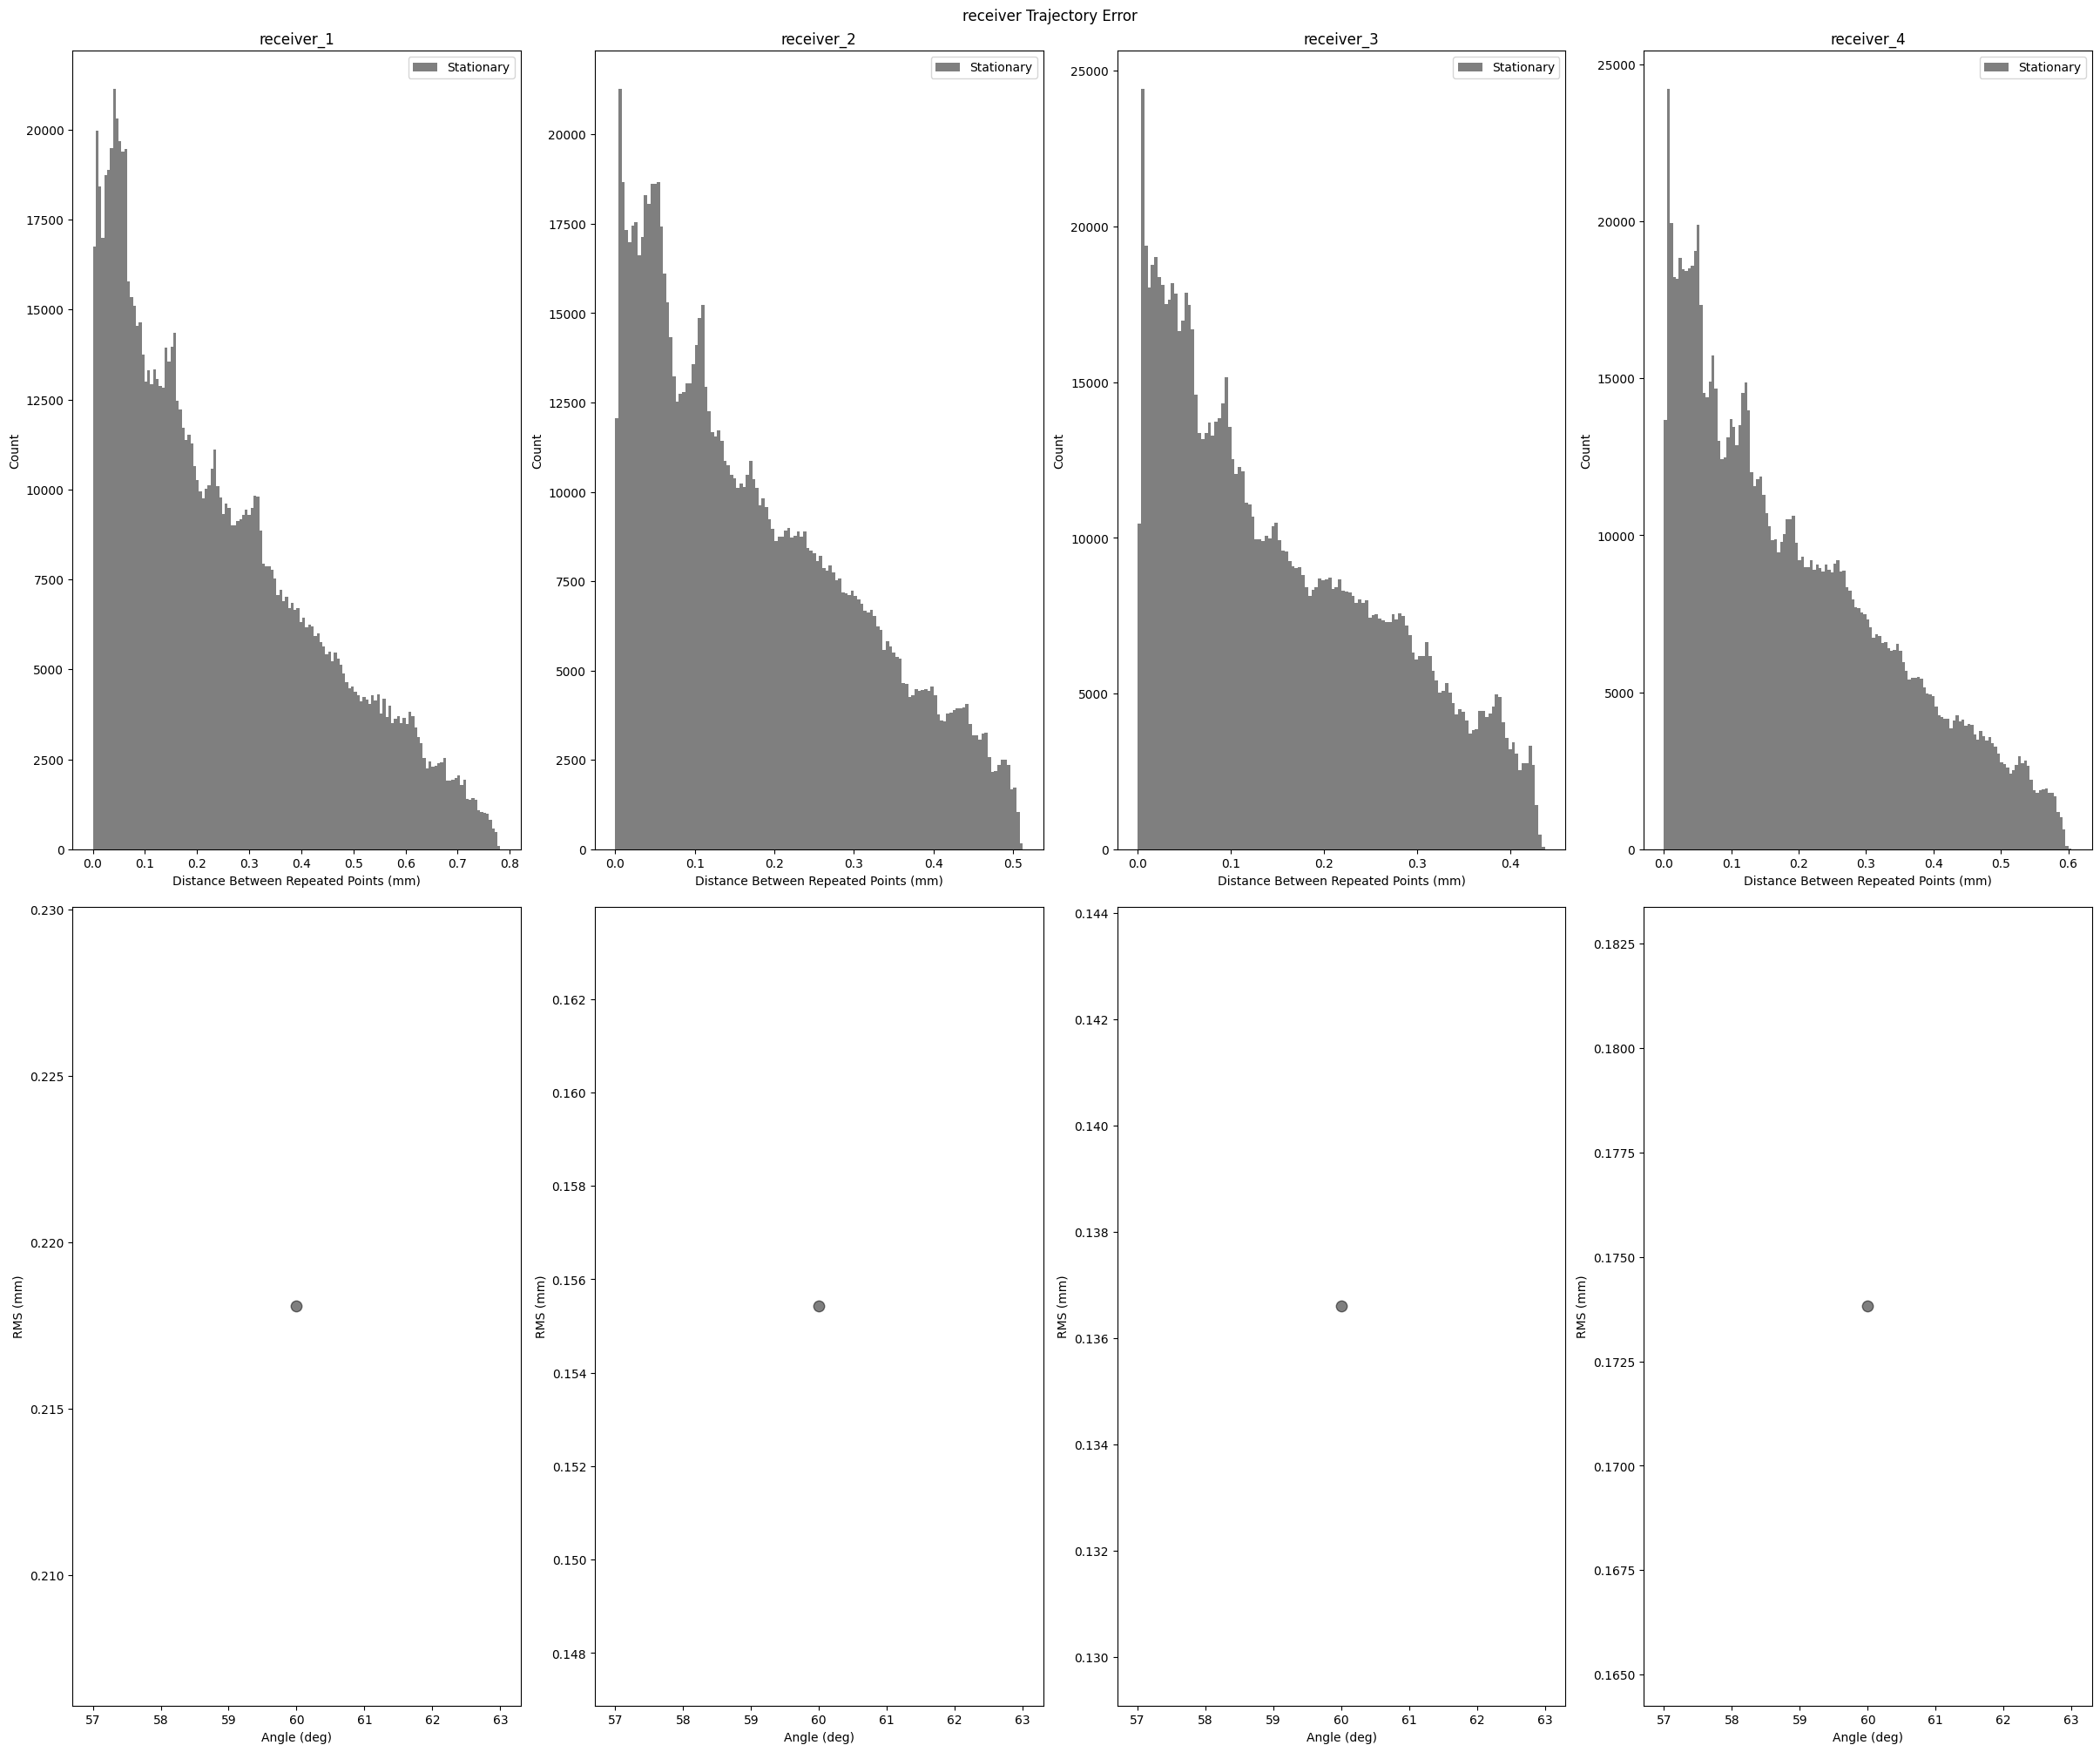 receiver Trajectory Error
receiver_1
Stationary
20000
17500
15000
12500
10000
7500
5000
2500
0
Count
0.0 0.1 0.2 0.3 0.4 0.5 0.6 0.7 0.8
Distance Between Repeated Points (mm)
receiver_2
Stationary
20000
17500
15000
12500
10000
7500
5000
2500
0
Count
0.0 0.1 0.2 0.3 0.4 0.5
Distance Between Repeated Points (mm)
receiver_3
Stationary
25000
20000
15000
10000
5000
0
Count
0.0 0.1 0.2 0.3 0.4
Distance Between Repeated Points (mm)
receiver_4
Stationary
25000
20000
15000
10000
5000
0
Count
0.0 0.1 0.2 0.3 0.4 0.5 0.6
Distance Between Repeated Points (mm)
0.230
0.225
0.220
0.215
0.210
RMS (mm)
57 58 59 60 61 62 63
Angle (deg)
0.162
0.160
0.158
0.156
0.154
0.152
0.150
0.148
RMS (mm)
57 58 59 60 61 62 63
Angle (deg)
0.144
0.142
0.140
0.138
0.136
0.134
0.132
0.130
RMS (mm)
57 58 59 60 61 62 63
Angle (deg)
0.1825
0.1800
0.1775
0.1750
0.1725
0.1700
0.1675
0.1650
RMS (mm)
57 58 59 60 61 62 63
Angle (deg)